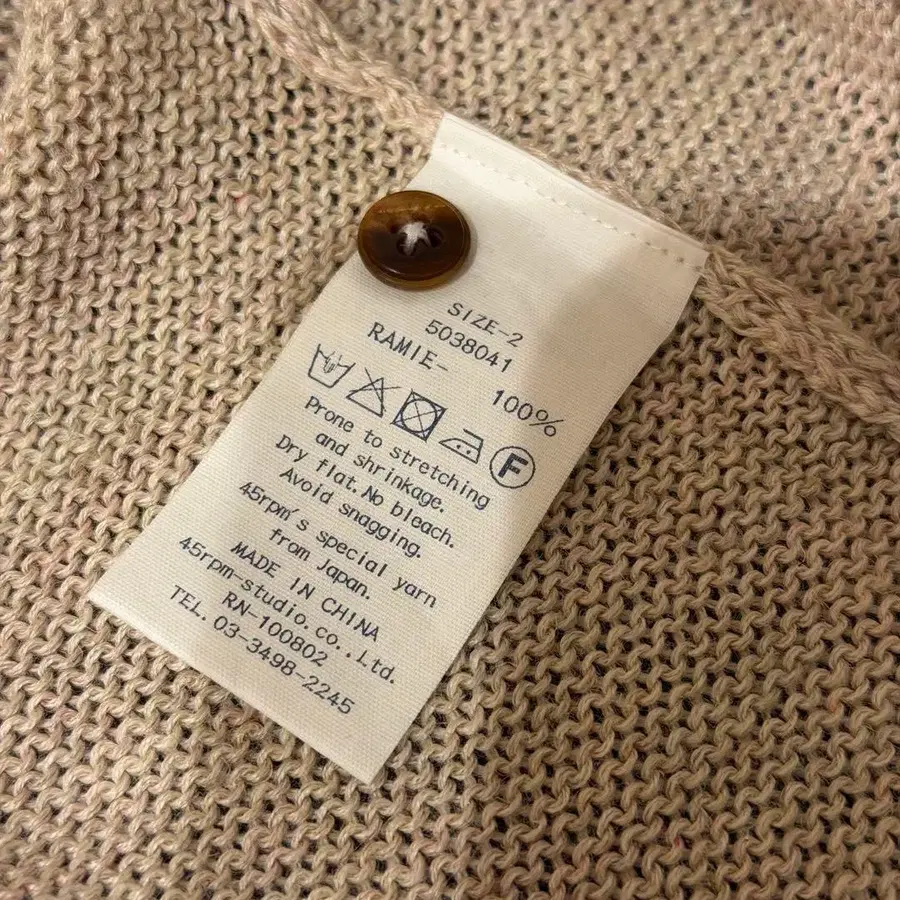 SIZE-2
5038041
RAMIE- 100%
F
Prone to stretching
and shrinkage.
Dry flat. No bleach.
Avoid snagging.
45rpm's special yarn
from Japan.
MADE IN CHINA
45rpm-studio.co.,Ltd.
RN-100802
TEL. 03-3498-2245